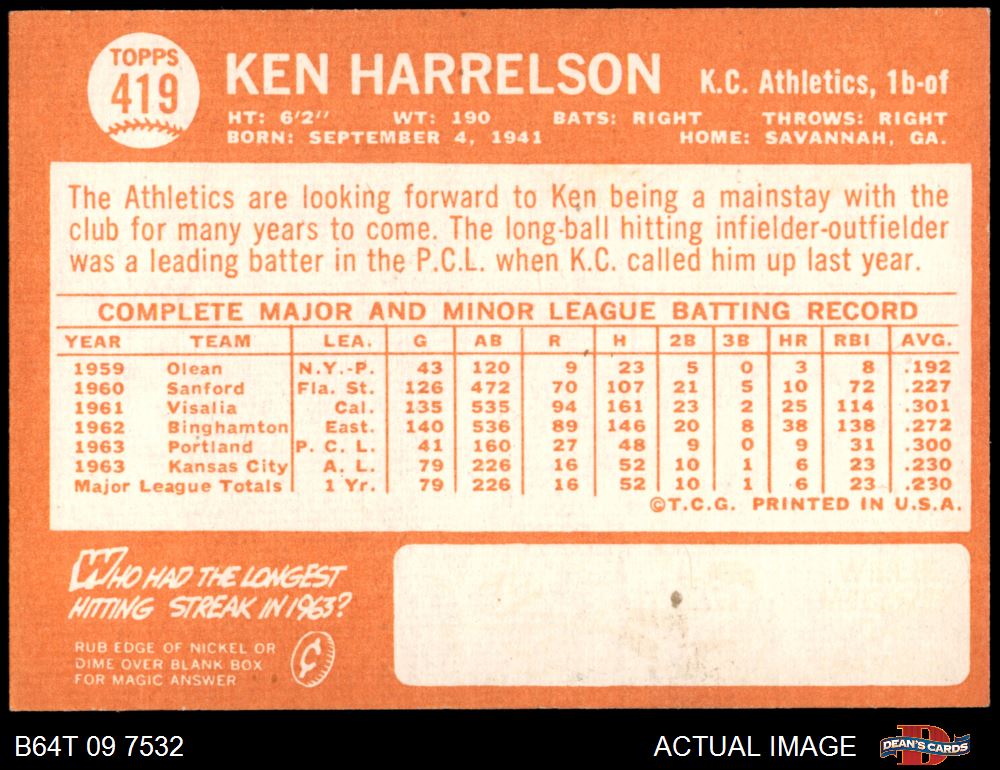 TOPPS
419
KEN HARRELSON K.C. Athletics, 1b-of
HT: 6'2" WT: 190 BATS: RIGHT THROWS: RIGHT
BORN: SEPTEMBER 4, 1941 HOME: SAVANNAH, GA.
The Athletics are looking forward to Ken being a mainstay with the
club for many years to come. The long-ball hitting infielder-outfielder
was a leading batter in the P.C.L. when K.C. called him up last year.
COMPLETE MAJOR AND MINOR LEAGUE BATTING RECORD
YEAR TEAM LEA. G AB R H 2B 3B HR RBI AVG.
1959 Olean N.Y.-P. 43 120 9 23 5 0 3 8 .192
1960 Sanford Fla. St. 126 472 70 107 21 5 10 72 .227
1961 Visalia Cal. 135 535 94 161 23 2 25 114 .301
1962 Binghamton East. 140 536 89 146 20 8 38 138 .272
1963 Portland P. C. L. 41 160 27 48 9 0 9 31 .300
1963 Kansas City A. L. 79 226 16 52 10 1 6 23 .230
Major League Totals 1 Yr. 79 226 16 52 10 1 6 23 .230
©T.C.G. PRINTED IN U.S.A.
WHO HAD THE LONGEST
HITTING STREAK IN 1963?
RUB EDGE OF NICKEL OR
DIME OVER BLANK BOX
FOR MAGIC ANSWER
¢
B64T 09 7532 ACTUAL IMAGE DEAN'S CARDS